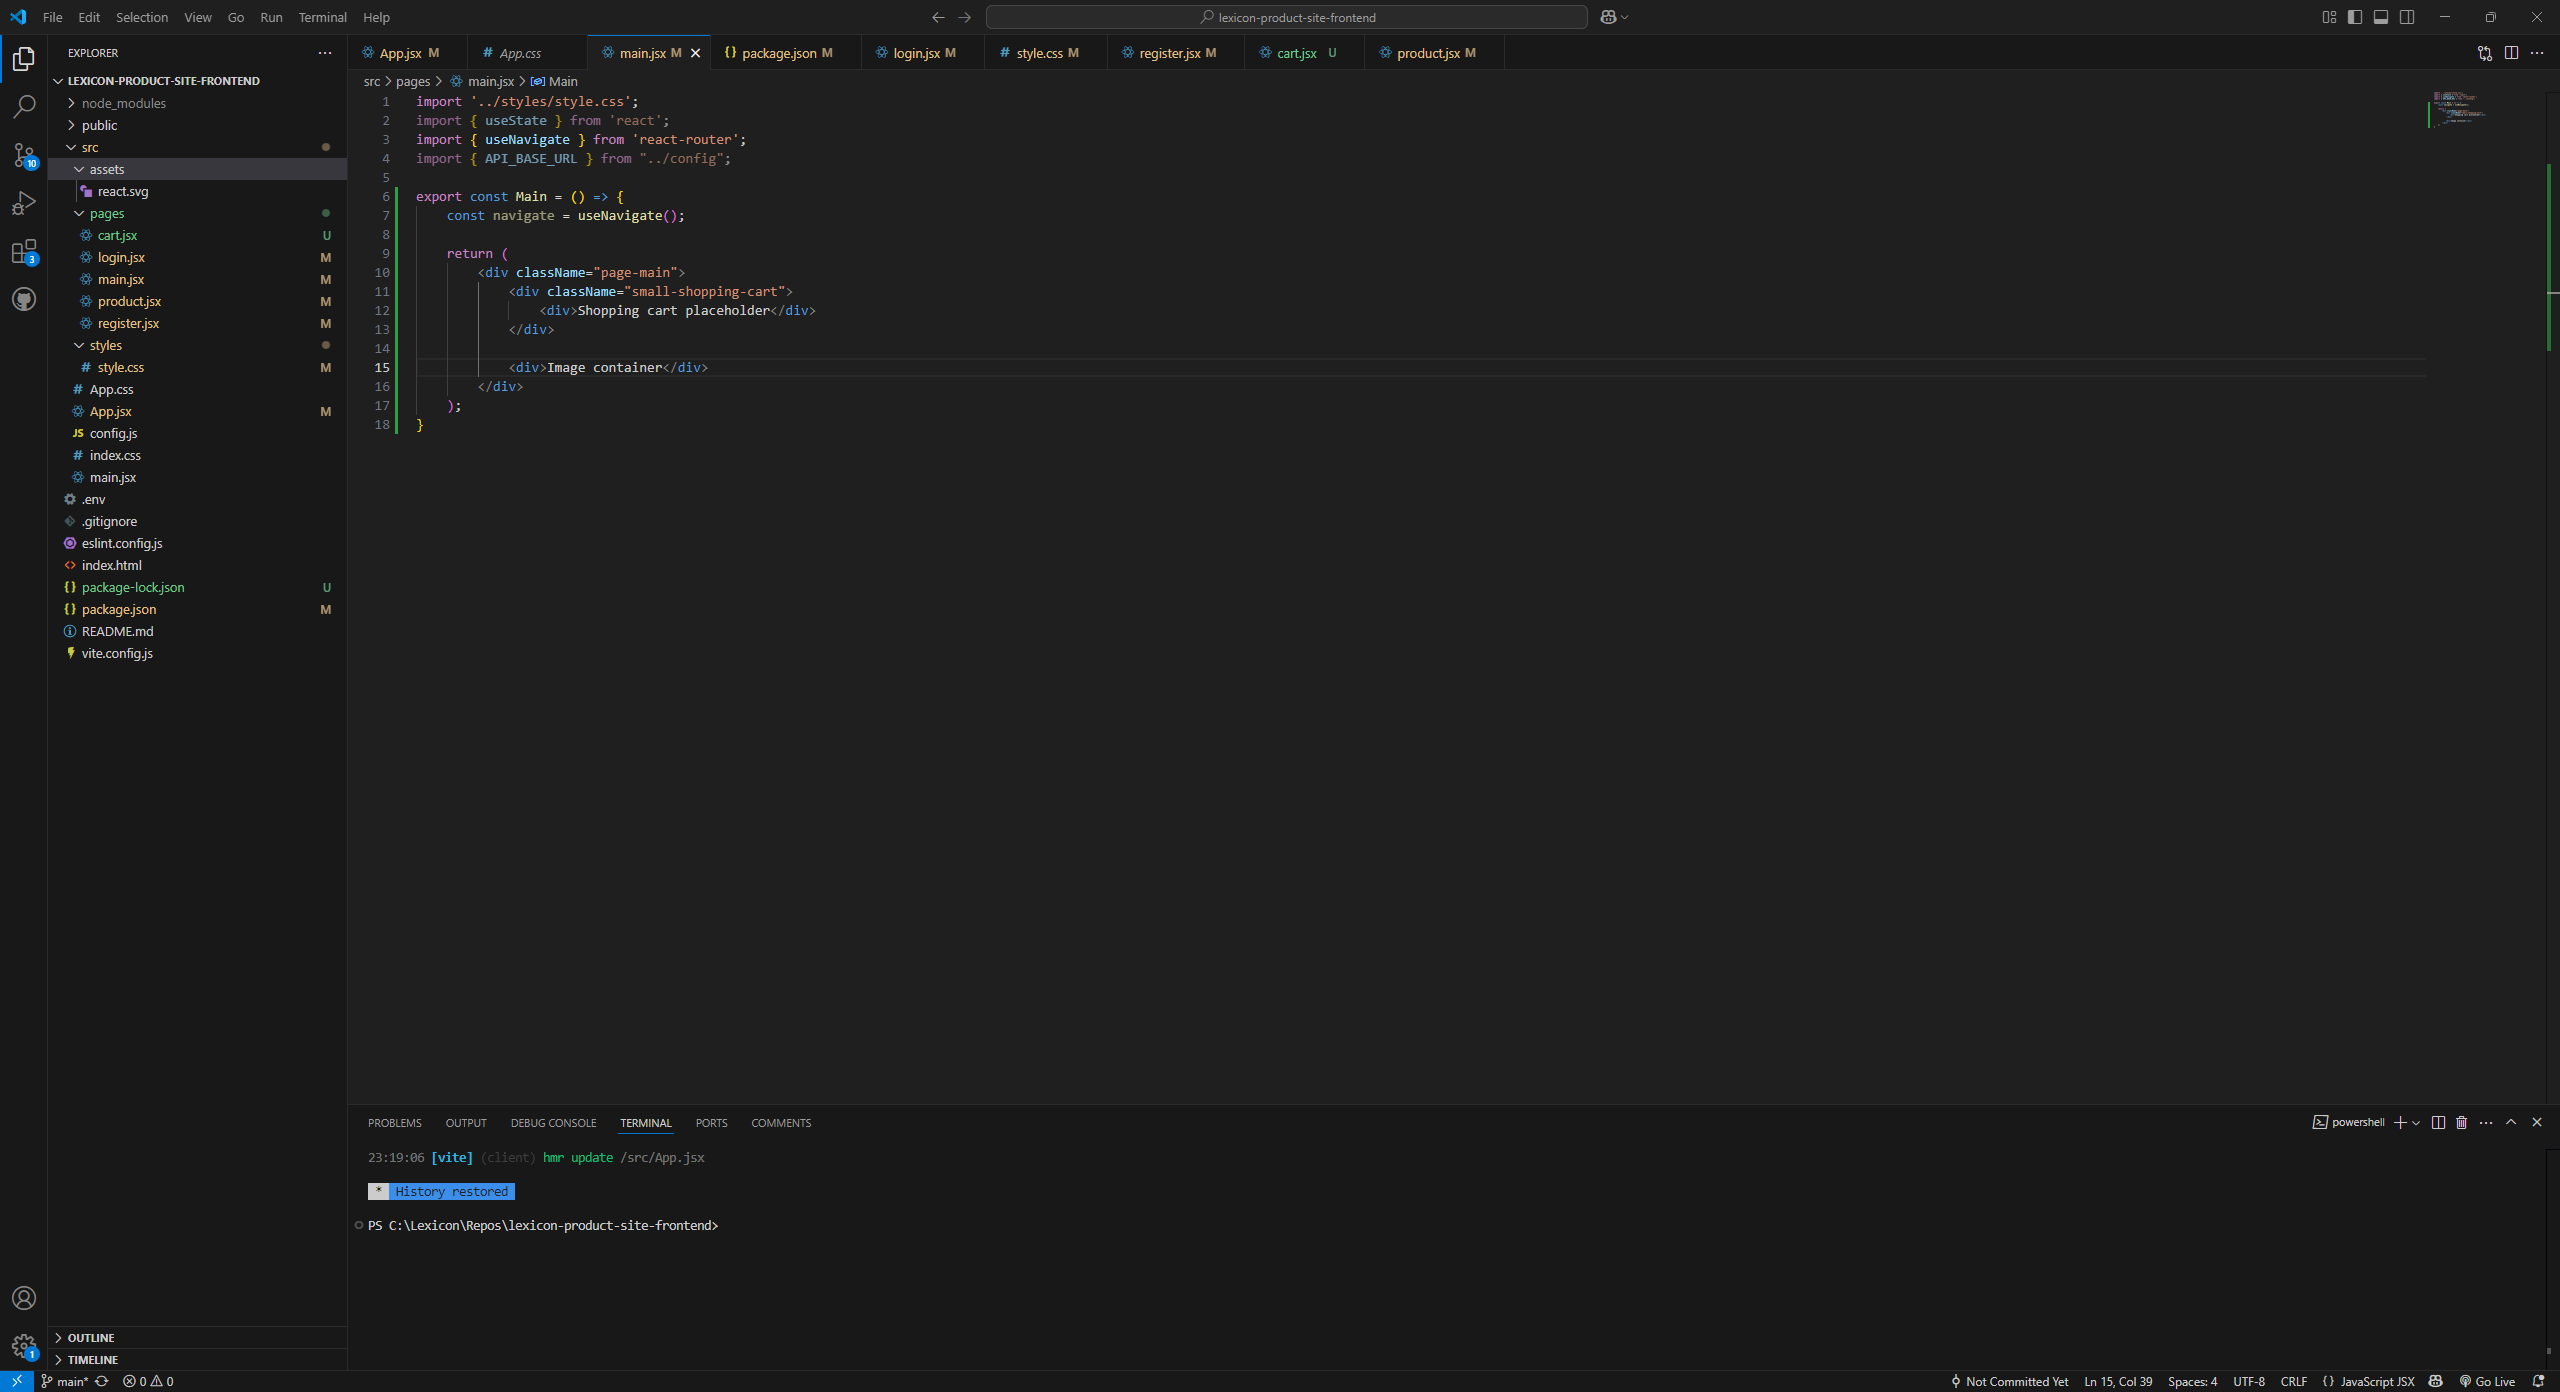 File Edit Selection View Go Run Terminal Help
lexicon-product-site-frontend
EXPLORER
LEXICON-PRODUCT-SITE-FRONTEND
node_modules
public
src
assets
react.svg
pages
cart.jsx U
login.jsx M
main.jsx M
product.jsx M
register.jsx M
styles
style.css M
App.css
App.jsx M
config.js
index.css
main.jsx
.env
.gitignore
eslint.config.js
index.html
package-lock.json U
package.json M
README.md
vite.config.js
OUTLINE
TIMELINE
10
3
1
App.jsx M App.css main.jsx M package.json M login.jsx M style.css M register.jsx M cart.jsx U product.jsx M
src > pages > main.jsx > Main
1 import '../styles/style.css';
2 import { useState } from 'react';
3 import { useNavigate } from 'react-router';
4 import { API_BASE_URL } from "../config";
5
6 export const Main = () => {
7 const navigate = useNavigate();
8
9 return (
10 <div className="page-main">
11 <div className="small-shopping-cart">
12 <div>Shopping cart placeholder</div>
13 </div>
14
15 <div>Image container</div>
16 </div>
17 );
18 }
PROBLEMS OUTPUT DEBUG CONSOLE TERMINAL PORTS COMMENTS
powershell
23:19:06 [vite] (client) hmr update /src/App.jsx
* History restored
PS C:\Lexicon\Repos\lexicon-product-site-frontend>
main* 0 0
Not Committed Yet Ln 15, Col 39 Spaces: 4 UTF-8 CRLF {} JavaScript JSX Go Live